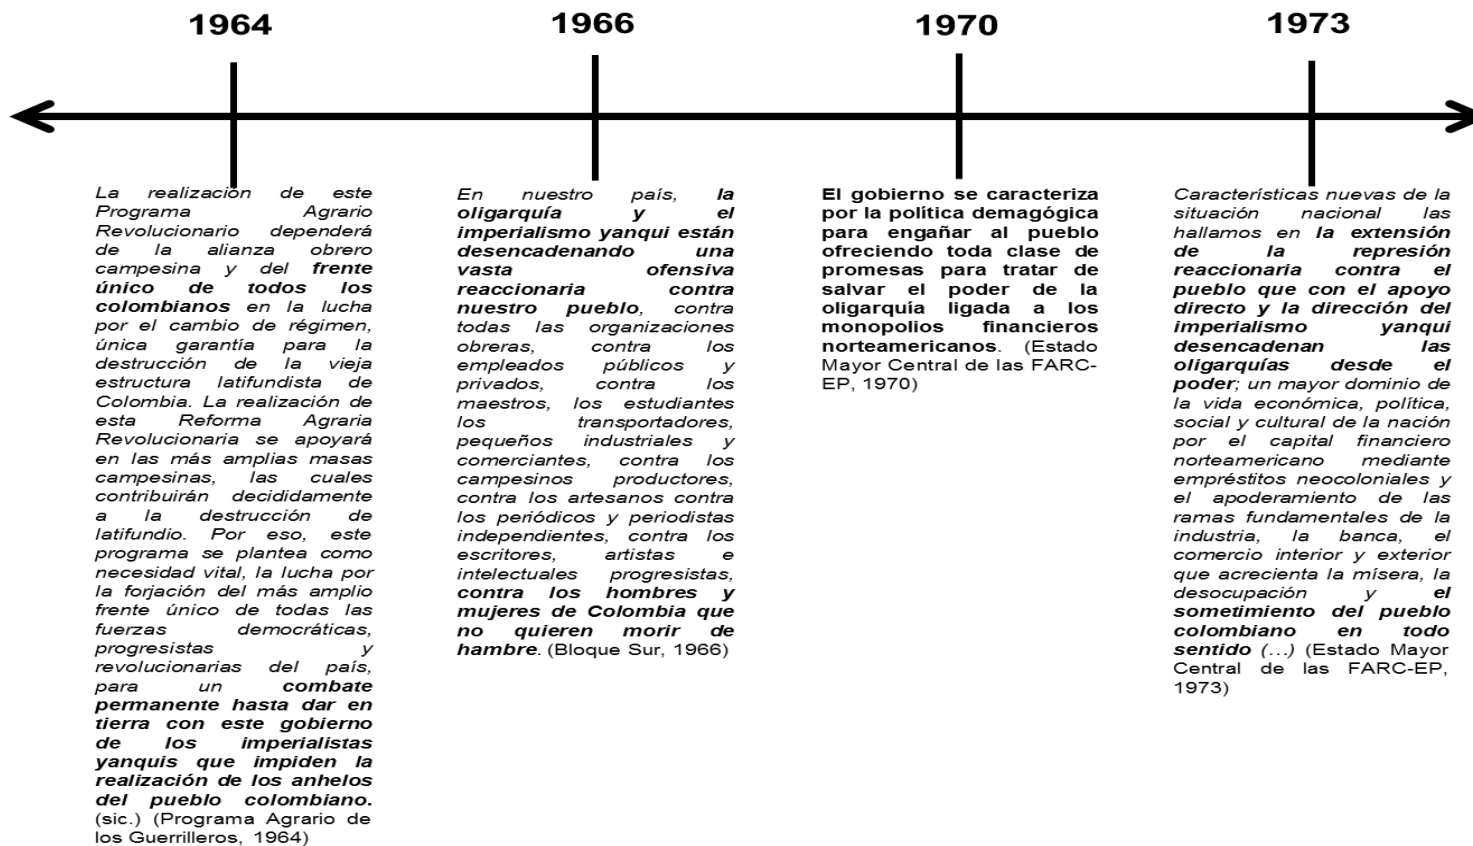 1964
La realización de este
Programa Agrario
Revolucionario dependerá
de la alianza obrero
campesina y del frente
único de todos los
colombianos en la lucha
por el cambio de régimen,
única garantía para la
destrucción de la vieja
estructura latifundista de
Colombia. La realización de
esta Reforma Agraria
Revolucionaria se apoyará
en las más amplias masas
campesinas, las cuales
contribuirán decididamente
a la destrucción de
latifundio. Por eso, este
programa se plantea como
necesidad vital, la lucha por
la forjación del más amplio
frente único de todas las
fuerzas democráticas,
progresistas y
revolucionarias del país,
para un combate
permanente hasta dar en
tierra con este gobierno
de los imperialistas
yanquis que impiden la
realización de los anhelos
del pueblo colombiano.
(sic.) (Programa Agrario de
los Guerrilleros, 1964)
1966
En nuestro país, la
oligarquía y el
imperialismo yanqui están
desencadenando una
vasta ofensiva
reaccionaria contra
nuestro pueblo, contra
todas las organizaciones
obreras, contra los
empleados públicos y
privados, contra los
maestros, los estudiantes
los transportadores,
pequeños industriales y
comerciantes, contra los
campesinos productores,
contra los artesanos contra
los periódicos y periodistas
independientes, contra los
escritores, artistas e
intelectuales progresistas,
contra los hombres y
mujeres de Colombia que
no quieren morir de
hambre. (Bloque Sur, 1966)
1970
El gobierno se caracteriza
por la política demagógica
para engañar al pueblo
ofreciendo toda clase de
promesas para tratar de
salvar el poder de la
oligarquía ligada a los
monopolios financieros
norteamericanos. (Estado
Mayor Central de las FARC-
EP, 1970)
1973
Características nuevas de la
situación nacional las
hallamos en la extensión
de la represión
reaccionaria contra el
pueblo que con el apoyo
directo y la dirección del
imperialismo yanqui
desencadenan las
oligarquías desde el
poder; un mayor dominio de
la vida económica, política,
social y cultural de la nación
por el capital financiero
norteamericano mediante
empréstitos neocoloniales y
el apoderamiento de las
ramas fundamentales de la
industria, la banca, el
comercio interior y exterior
que acrecienta la mísera, la
desocupación y el
sometimiento del pueblo
colombiano en todo
sentido (...) (Estado Mayor
Central de las FARC-EP,
1973)